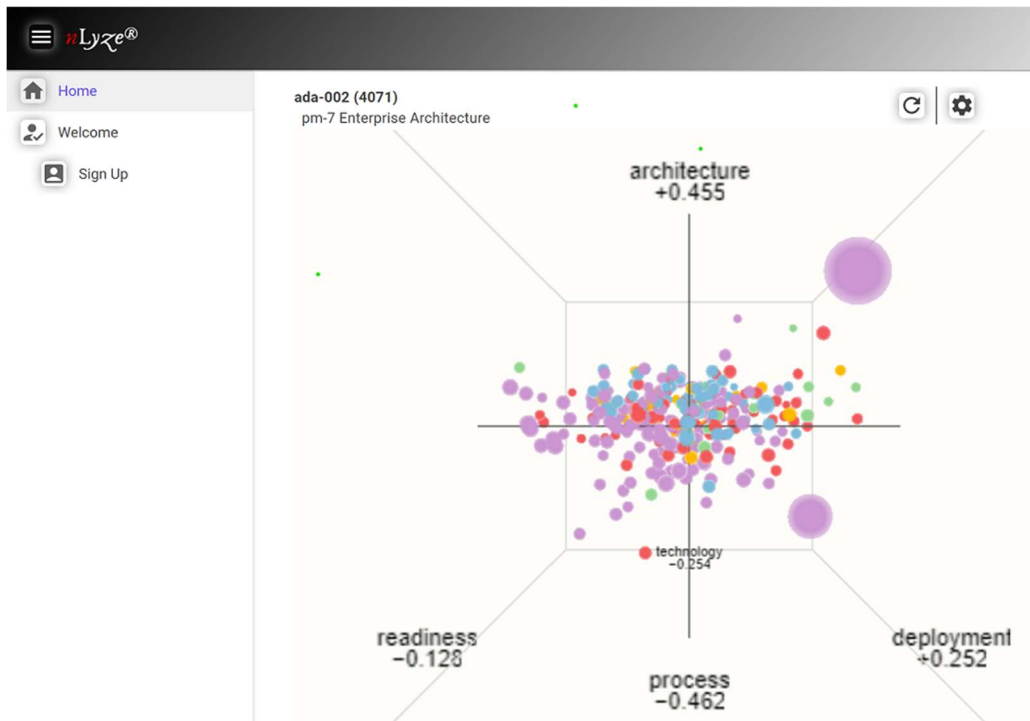 nLyze®
Home
Welcome
Sign Up
ada-002 (4071)
pm-7 Enterprise Architecture
architecture
+0.455
technology
−0.254
readiness
−0.128
deployment
+0.252
process
−0.462